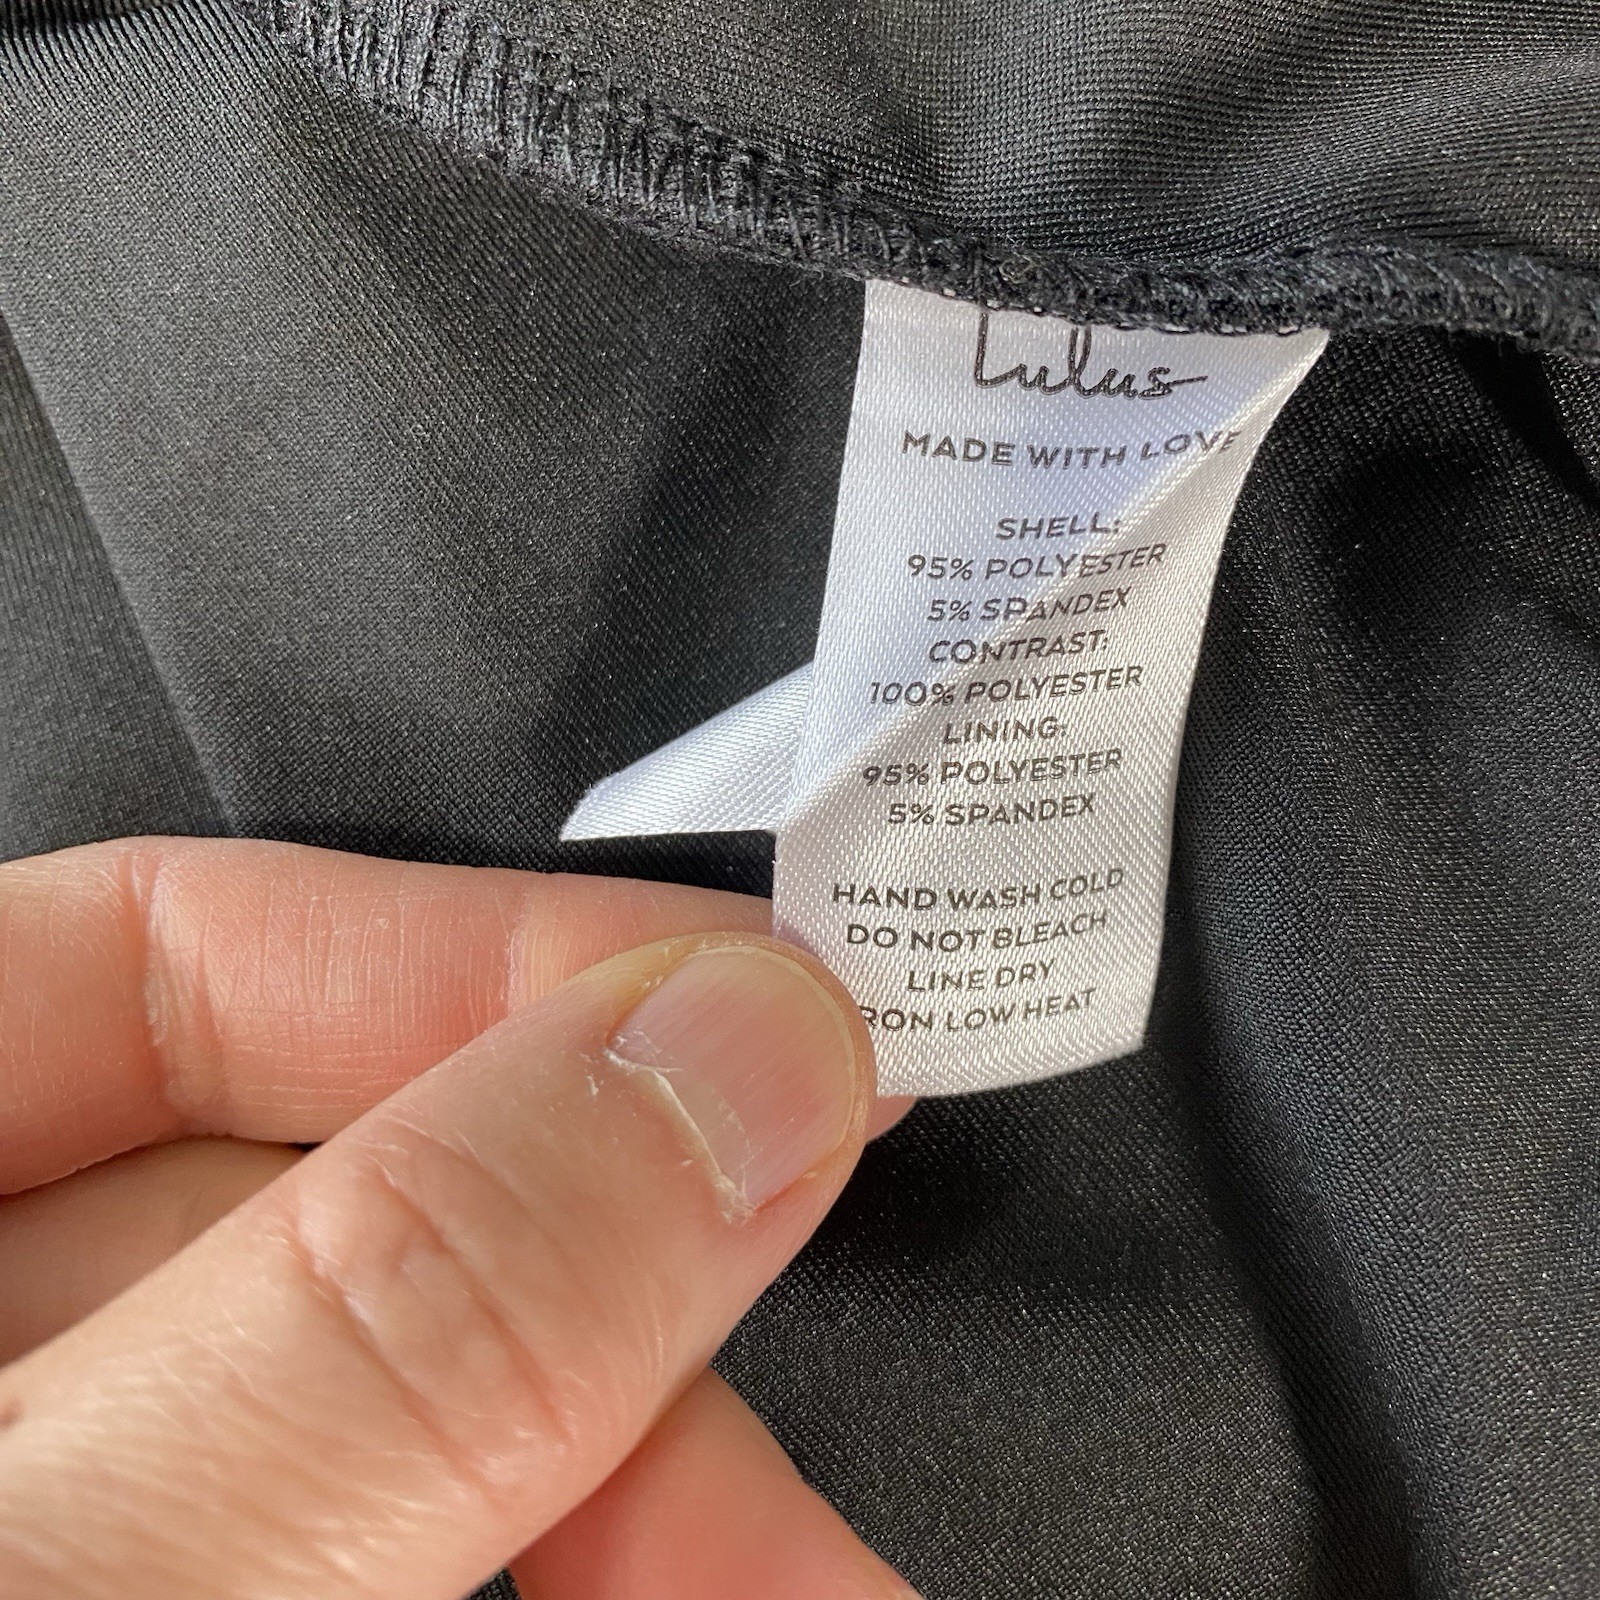 Lulus
MADE WITH LOVE
SHELL:
95% POLYESTER
5% SPANDEX
CONTRAST:
100% POLYESTER
LINING:
95% POLYESTER
5% SPANDEX
HAND WASH COLD
DO NOT BLEACH
LINE DRY
RON LOW HEAT